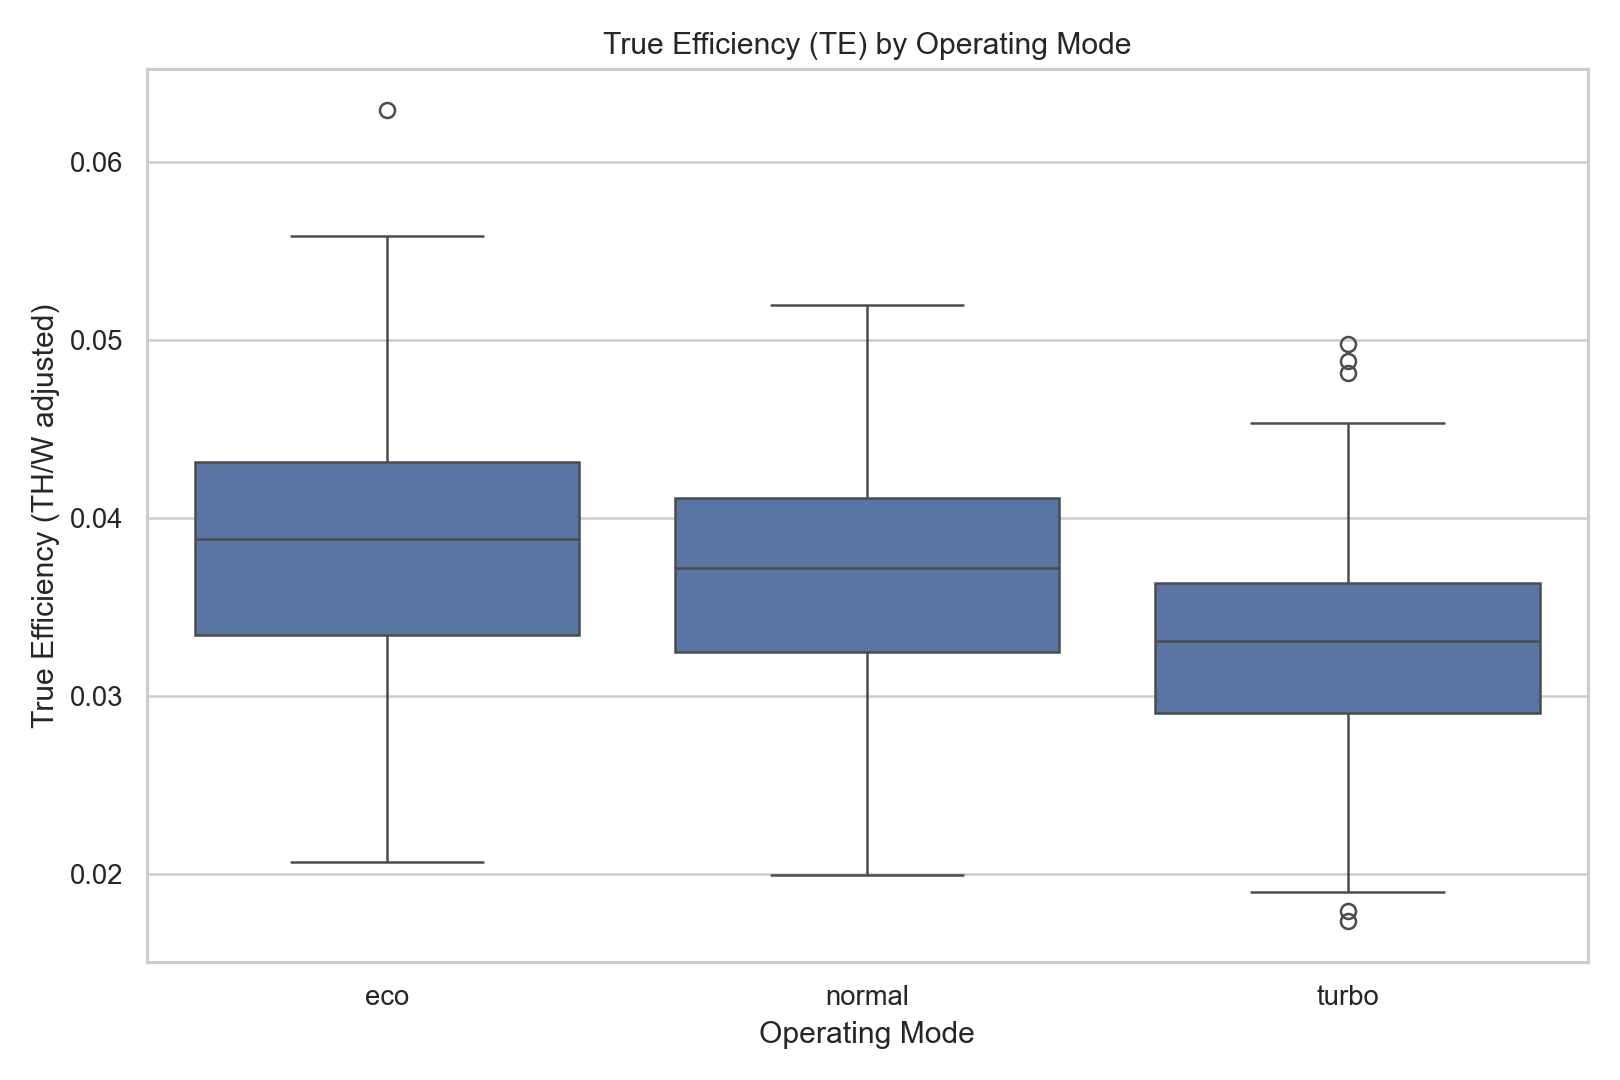 True Efficiency (TE) by Operating Mode
True Efficiency (TH/W adjusted)
0.06
0.05
0.04
0.03
0.02
eco
normal
turbo
Operating Mode